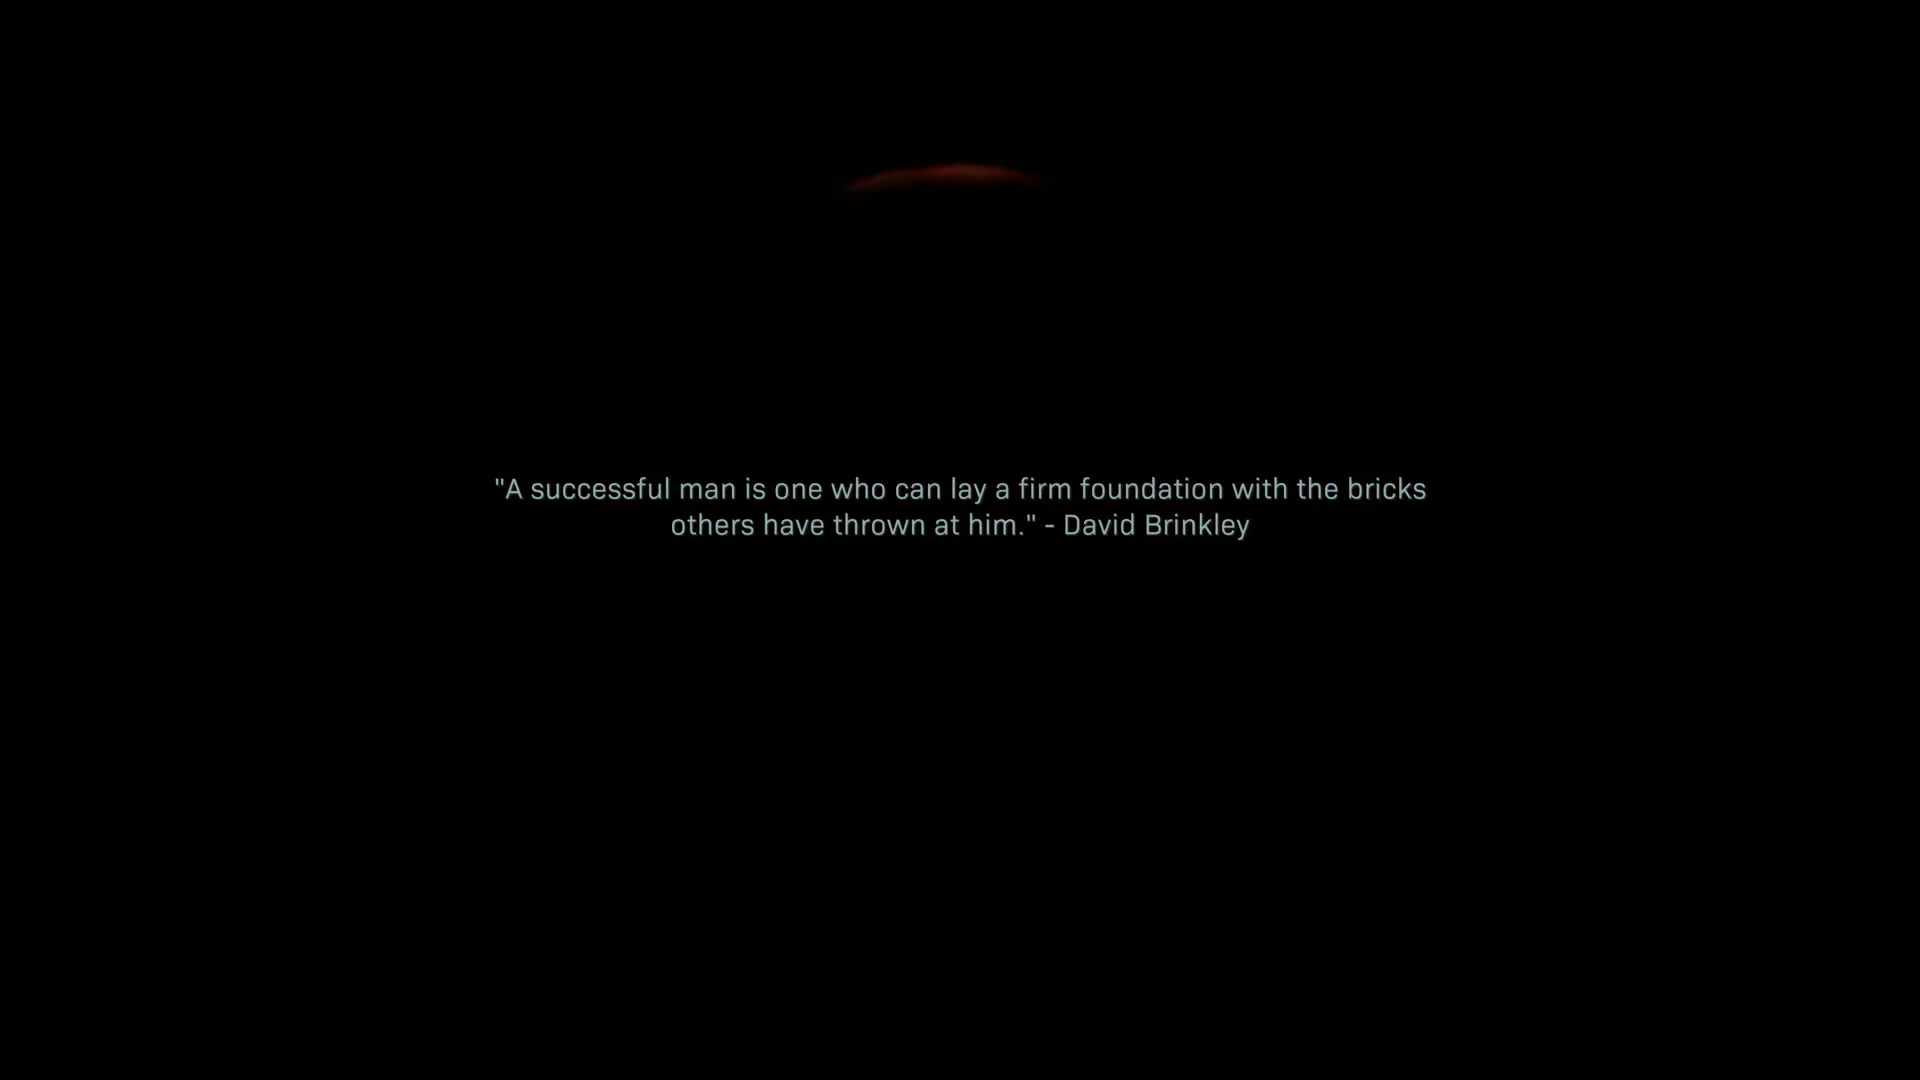 "A successful man is one who can lay a firm foundation with the bricks
others have thrown at him." - David Brinkley